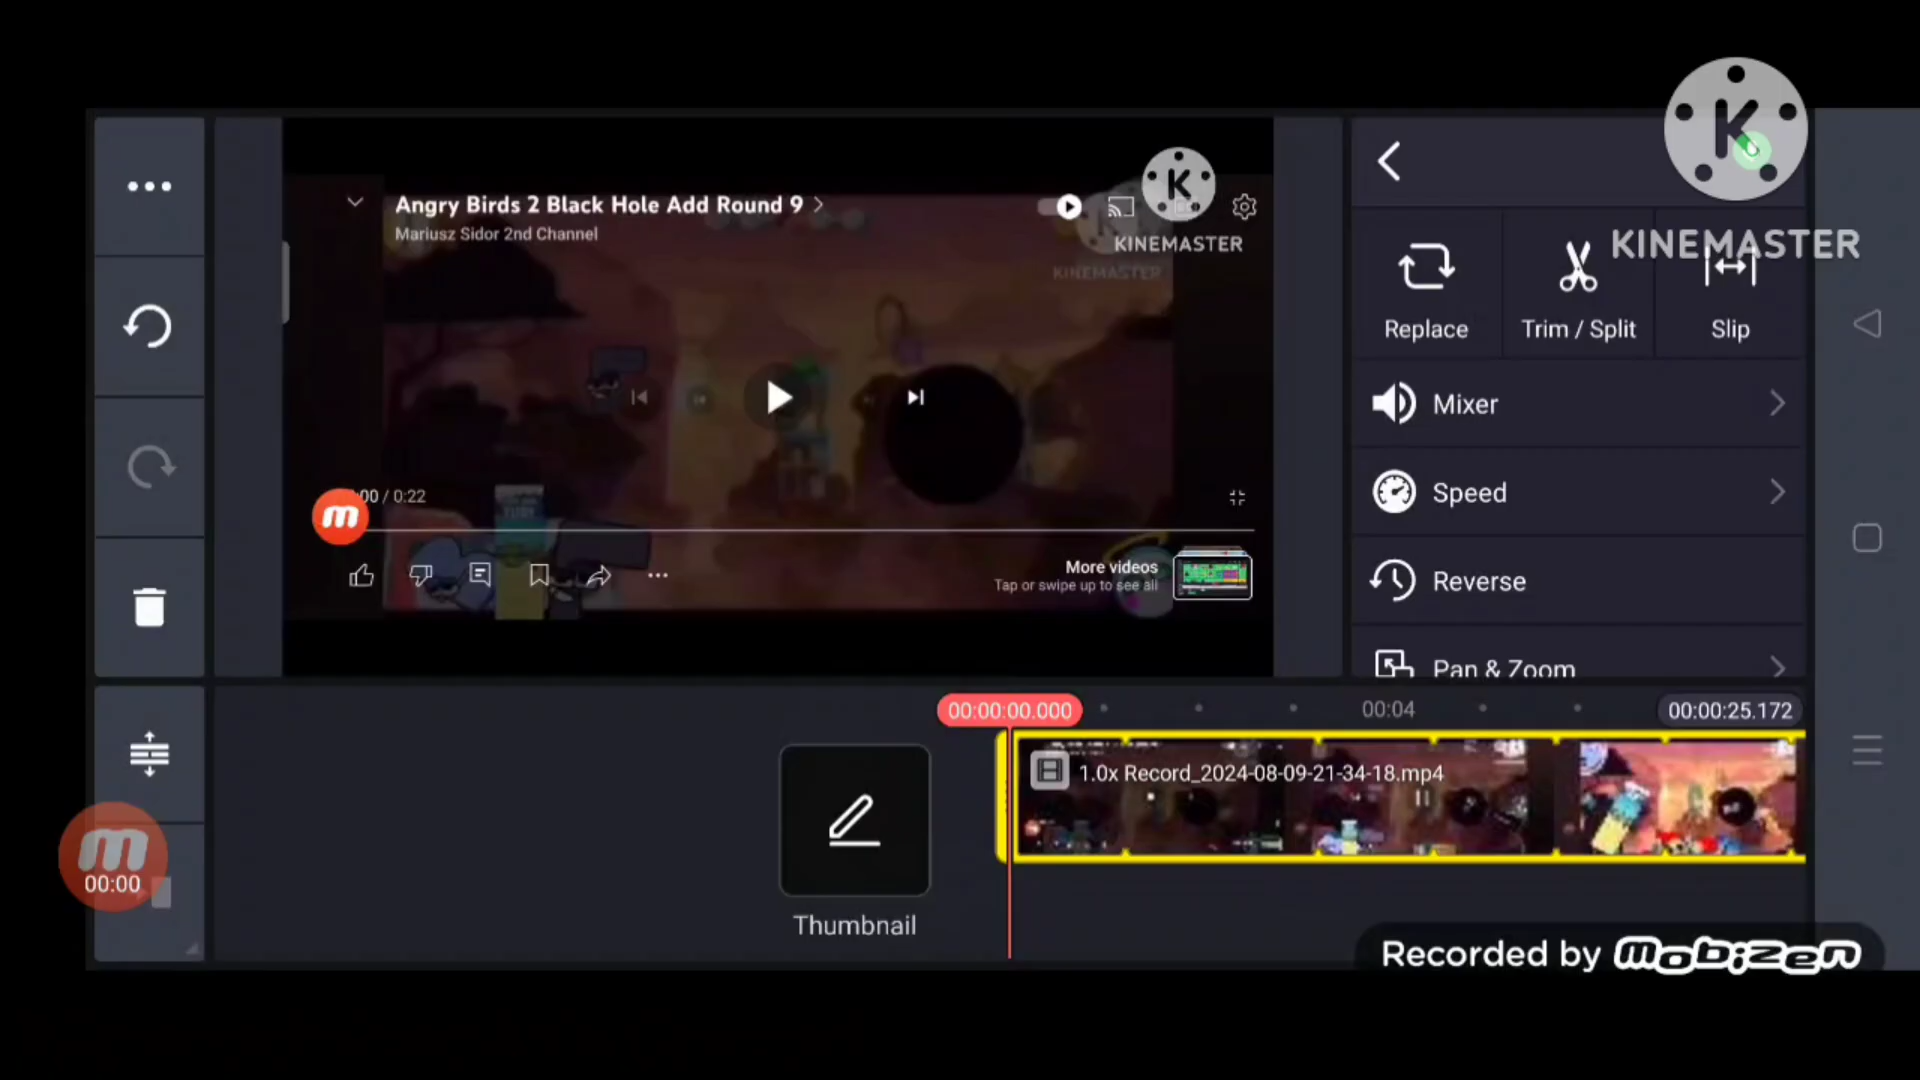 Angry Birds 2 Black Hole Add Round 9
Mariusz Sidor 2nd Channel
KINEMASTER
KINEMASTER
KINEMASTER
Replace
Trim / Split
Slip
Mixer
Speed
Reverse
Pan & Zoom
00 / 0:22
More videos
Tap or swipe up to see all
00:00:00.000
00:04
00:00:25.172
1.0x Record_2024-08-09-21-34-18.mp4
00:00
Thumbnail
Recorded by mobizen